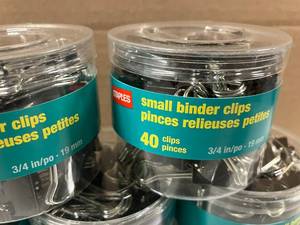 STAPLES
small binder clips
pinces relieuses petites
40 clips
pinces
3/4 in/po - 19 mm
er clips
euses petites
3/4 in/po - 19 mm